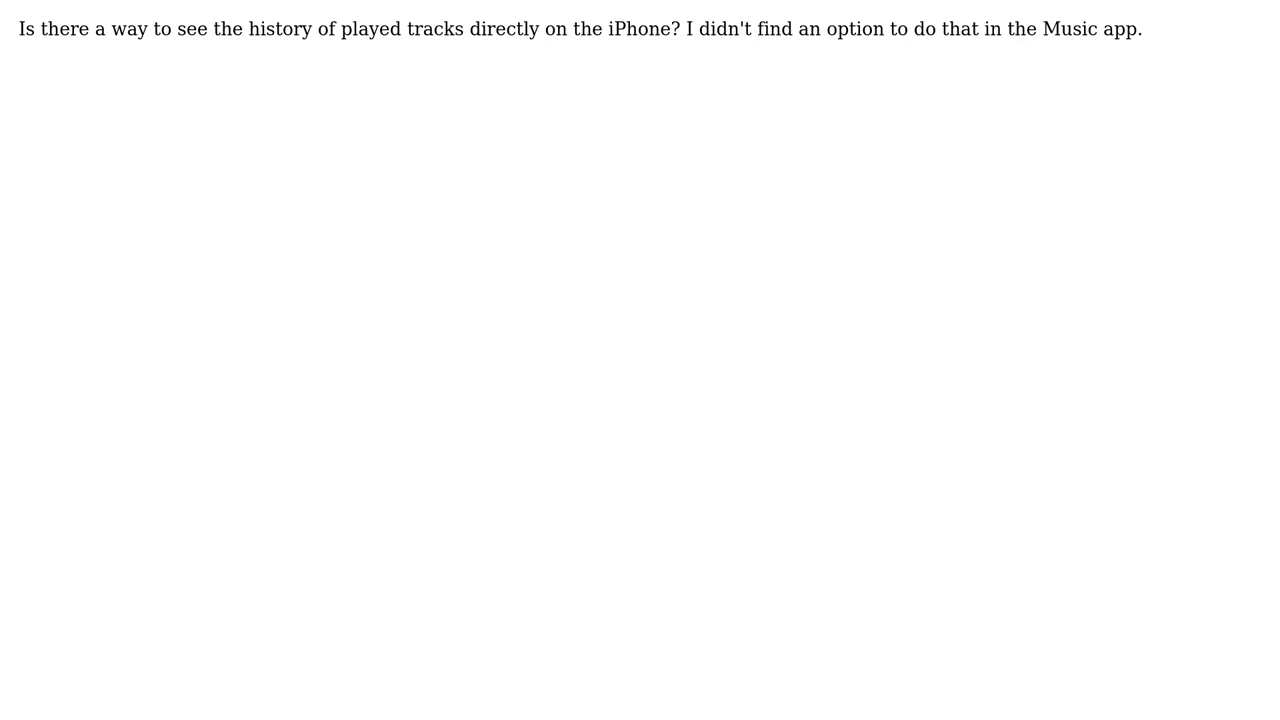 Is there a way to see the history of played tracks directly on the iPhone? I didn't find an option to do that in the Music app.